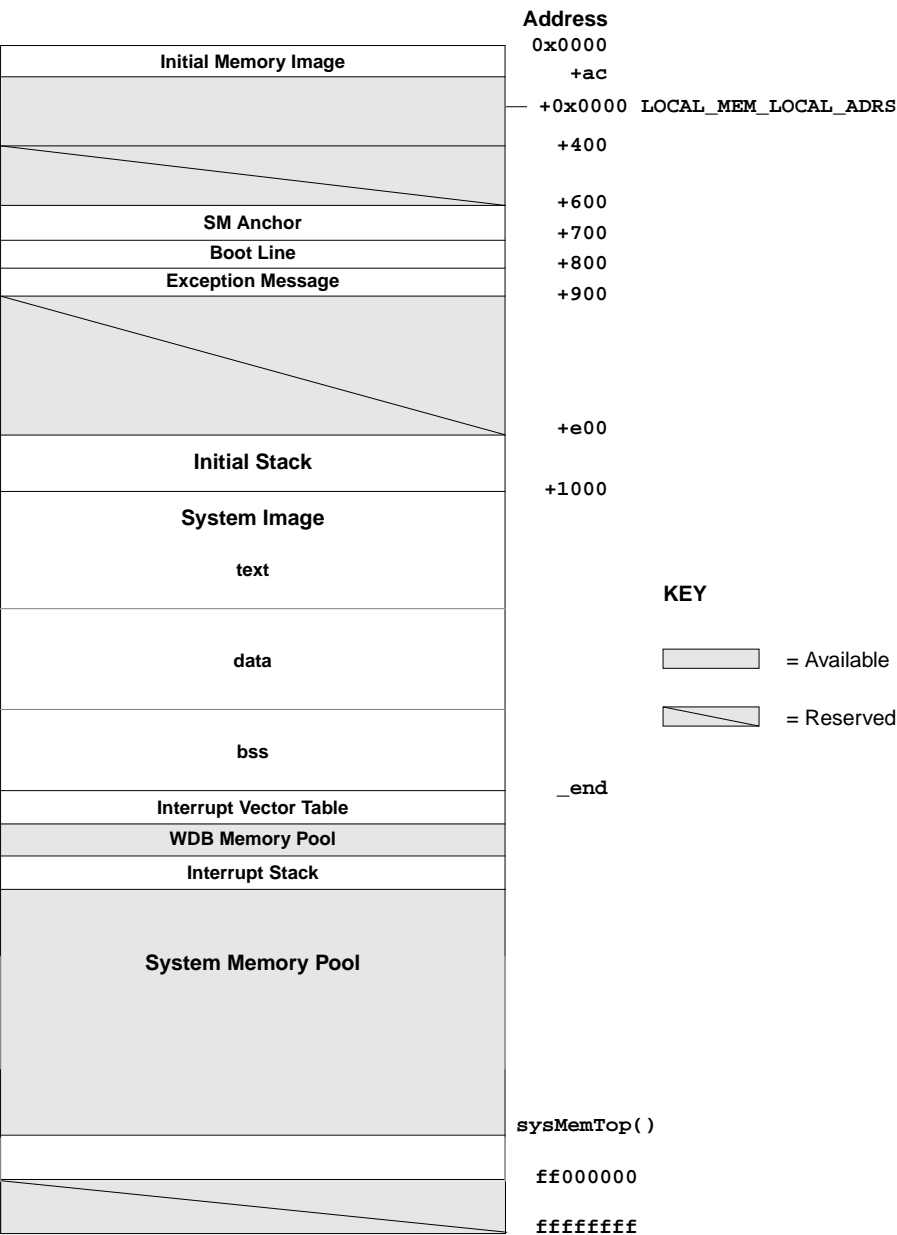 Address
0x0000
Initial Memory Image
+ac
+0x0000 LOCAL_MEM_LOCAL_ADRS
+400
+600
SM Anchor
+700
Boot Line
+800
Exception Message
+900
+e00
Initial Stack
+1000
System Image
text
KEY
data
= Available
= Reserved
bss
_end
Interrupt Vector Table
WDB Memory Pool
Interrupt Stack
System Memory Pool
sysMemTop()
ff000000
ffffffff